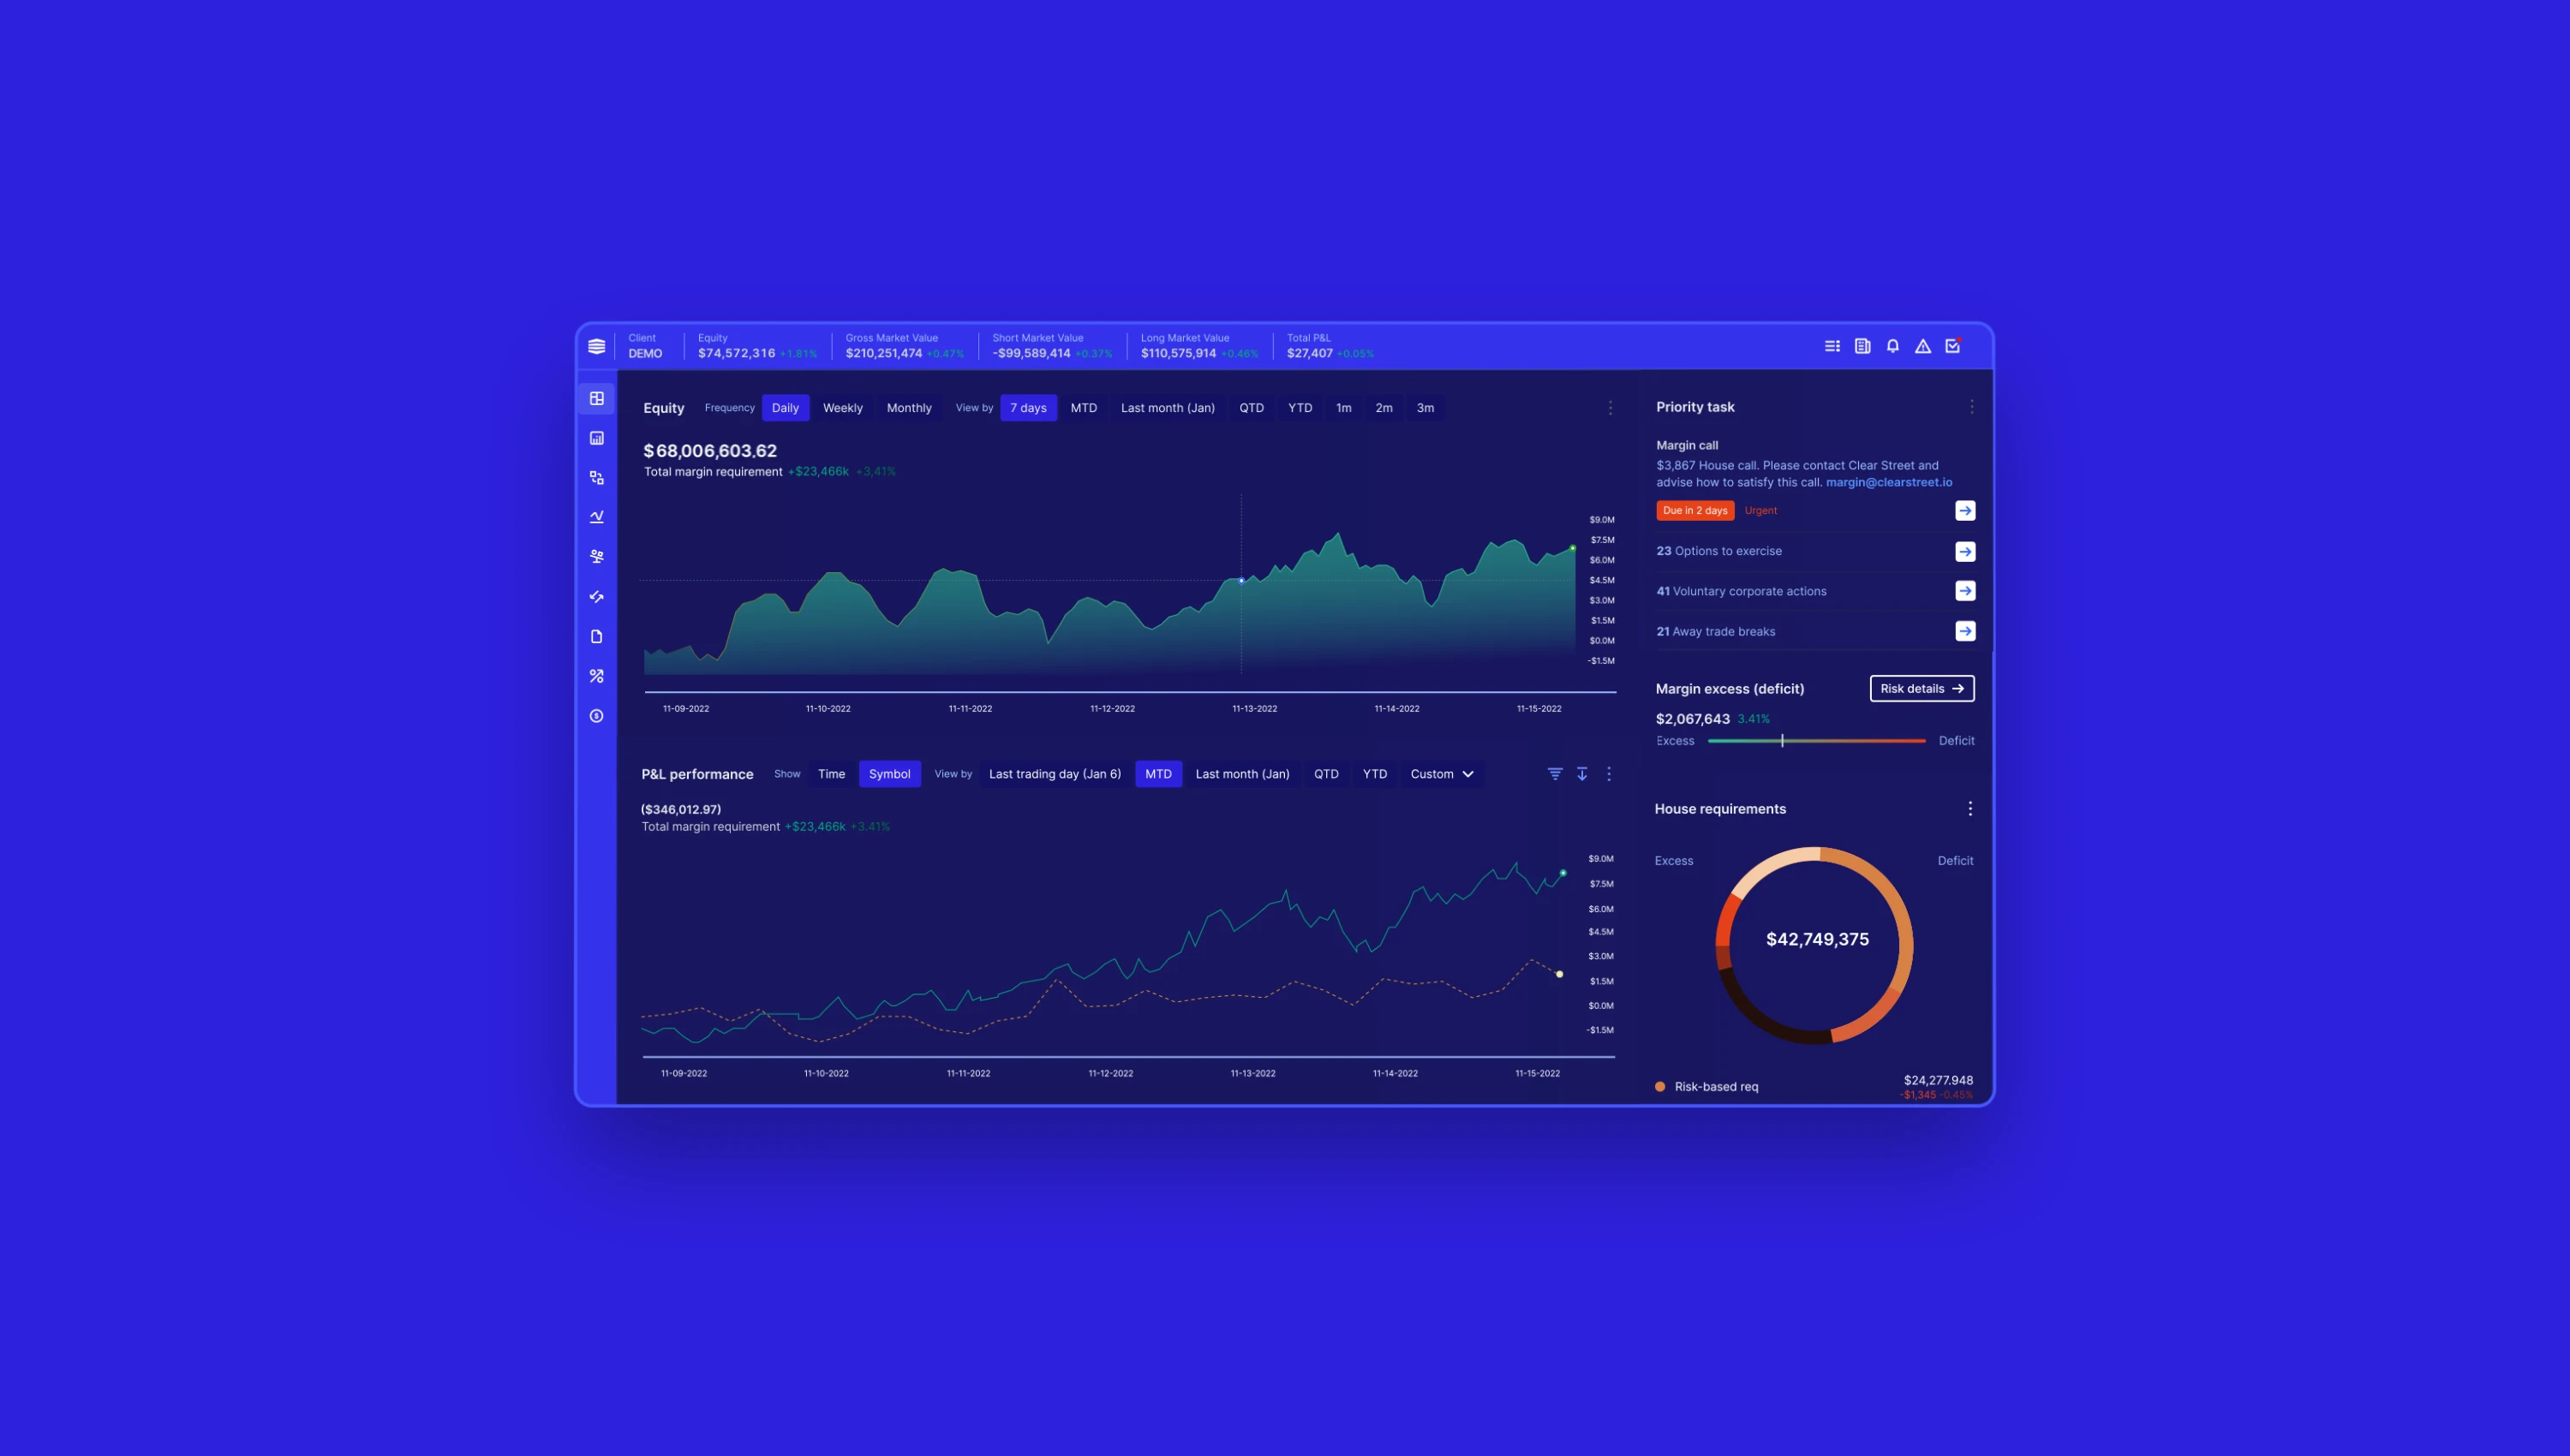 Client
DEMO
Equity
$74,572,316 +1.81%
Gross Market Value
$210,251,474 +0.47%
Short Market Value
-$99,589,414 +0.37%
Long Market Value
$110,575,914 +0.46%
Total P&L
$27,407 +0.05%
Equity Frequency Daily Weekly Monthly View by 7 days MTD Last month (Jan) QTD YTD 1m 2m 3m
$68,006,603.62
Total margin requirement +$23,466k +3,41%
$9.0M
$7.5M
$6.0M
$4.5M
$3.0M
$1.5M
$0.0M
-$1.5M
11-09-2022 11-10-2022 11-11-2022 11-12-2022 11-13-2022 11-14-2022 11-15-2022
P&L performance Show Time Symbol View by Last trading day (Jan 6) MTD Last month (Jan) QTD YTD Custom
($346,012.97)
Total margin requirement +$23,466k +3.41%
$9.0M
$7.5M
$6.0M
$4.5M
$3.0M
$1.5M
$0.0M
-$1.5M
11-09-2022 11-10-2022 11-11-2022 11-12-2022 11-13-2022 11-14-2022 11-15-2022
Priority task
Margin call
$3,867 House call. Please contact Clear Street and
advise how to satisfy this call. margin@clearstreet.io
Due in 2 days Urgent
23 Options to exercise
41 Voluntary corporate actions
21 Away trade breaks
Margin excess (deficit) Risk details
$2,067,643 3.41%
Excess Deficit
House requirements
Excess Deficit
$42,749,375
Risk-based req $24,277.948
-$1,345 -0.45%